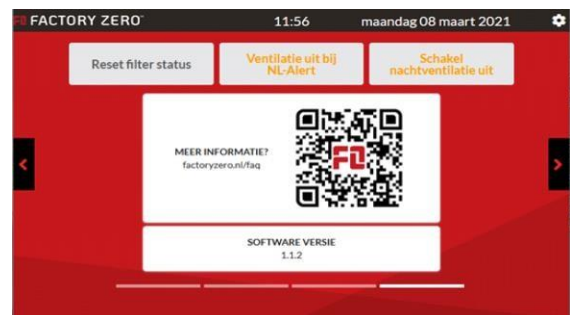 FACTORY ZERO
11:56
maandag 08 maart 2021
Reset filter status
Ventilatie uit bij
NL-Alert
Schakel
nachtventilatie uit
MEER INFORMATIE?
factoryzero.nl/faq
SOFTWARE VERSIE
1.1.2